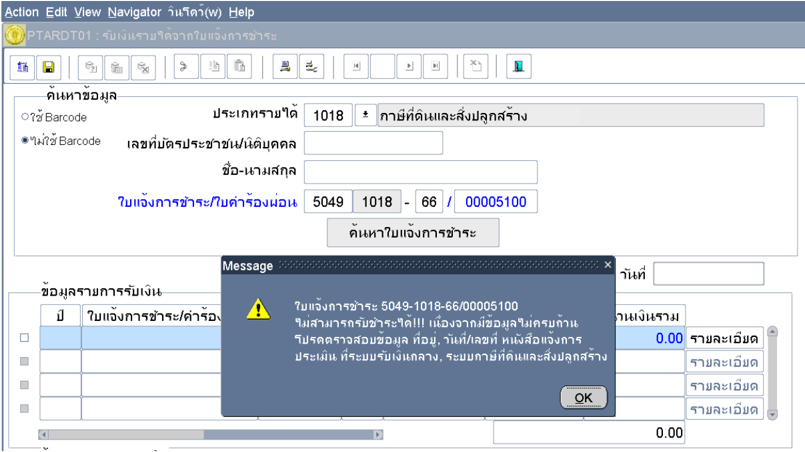 Action Edit View Navigator วินโดว์(w) Help
PTARDT01 : รับเงินรายได้จากใบแจ้งการชำระ
ค้นหาข้อมูล
ใช้ Barcode
ไม่ใช้ Barcode
ประเภทรายได้ 1018 ภาษีที่ดินและสิ่งปลูกสร้าง
เลขที่บัตรประชาชน/นิติบุคคล
ชื่อ-นามสกุล
ใบแจ้งการชำระ/ใบคำร้องผ่อน 5049 1018 - 66 / 00005100
ค้นหาใบแจ้งการชำระ
วันที่
Message
ใบแจ้งการชำระ 5049-1018-66/00005100
ไม่สามารถรับชำระได้!!! เนื่องจากมีข้อมูลไม่ครบถ้วน
โปรดตรวจสอบข้อมูล ที่อยู่, วันที่/เลขที่ หนังสือแจ้งการ
ประเมิน ที่ระบบรับเงินกลาง, ระบบภาษีที่ดินและสิ่งปลูกสร้าง
OK
ข้อมูลรายการรับเงิน
ปี ใบแจ้งการชำระ/คำร้อง นวนเงินรวม
0.00 รายละเอียด
รายละเอียด
รายละเอียด
รายละเอียด
0.00